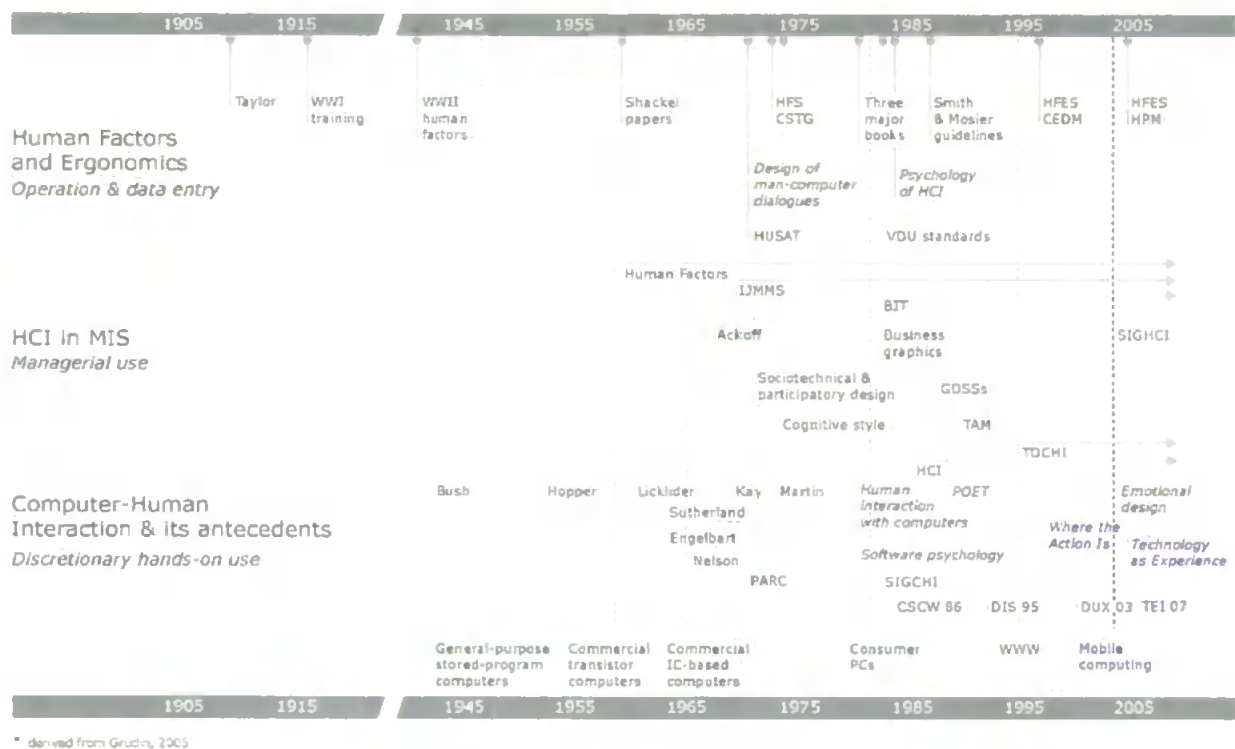 1905 1915 1945 1955 1965 1975 1985 1995 2005
Taylor
WWI
training
WWII
human
factors
Shackel
papers
HFS
CSTG
Three
major
books
Smith
& Mosier
guidelines
HFES
CEDM
HFES
HPM
Human Factors
and Ergonomics
Operation & data entry
Design of
man-computer
dialogues
Psychology
of HCI
HUSAT
VDU standards
Human Factors
IJMMS
BIT
HCI in MIS
Managerial use
Ackoff
Business
graphics
SIGHCI
Sociotechnical &
participatory design
GDSSs
Cognitive style
TAM
TOCHI
HCI
Computer-Human
Interaction & its antecedents
Discretionary hands-on use
Bush
Hopper
Licklider
Sutherland
Engelbart
Nelson
Kay
Martin
PARC
Human
Interaction
with computers
POET
Software psychology
SIGCHI
Emotional
design
Where the
Action Is
Technology
as Experience
CSCW 86
DIS 95
DUX 03
TEI 07
General-purpose
stored-program
computers
Commercial
transistor
computers
Commercial
IC-based
computers
Consumer
PCs
WWW
Mobile
computing
1905 1915 1945 1955 1965 1975 1985 1995 2005
* derived from Grudin, 2005